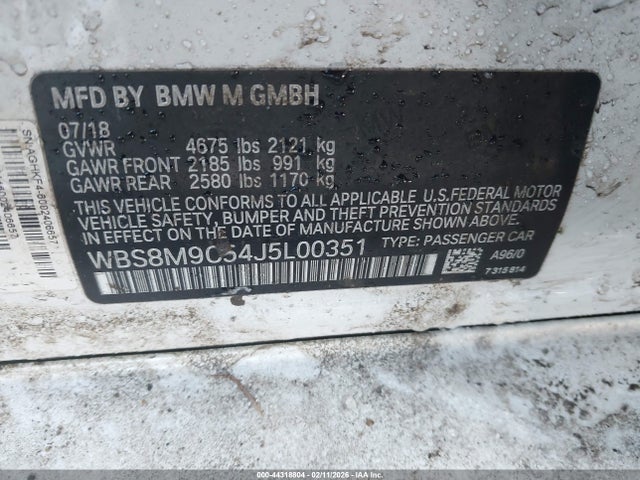 MFD BY BMW M GMBH
07/18
GVWR 4675 lbs 2121 kg
GAWR FRONT 2185 lbs 991 kg
GAWR REAR 2580 lbs 1170 kg
THIS VEHICLE CONFORMS TO ALL APPLICABLE U.S.FEDERAL MOTOR
VEHICLE SAFETY, BUMPER AND THEFT PREVENTION STANDARDS
IN EFFECT ON THE DATE OF MANUFACTURE SHOWN ABOVE.
WBS8M9C54J5L00351 TYPE: PASSENGER CAR
A96/0
7315814
000-44318804 - 02/11/2026 - COPYRIGHT IAA, LLC